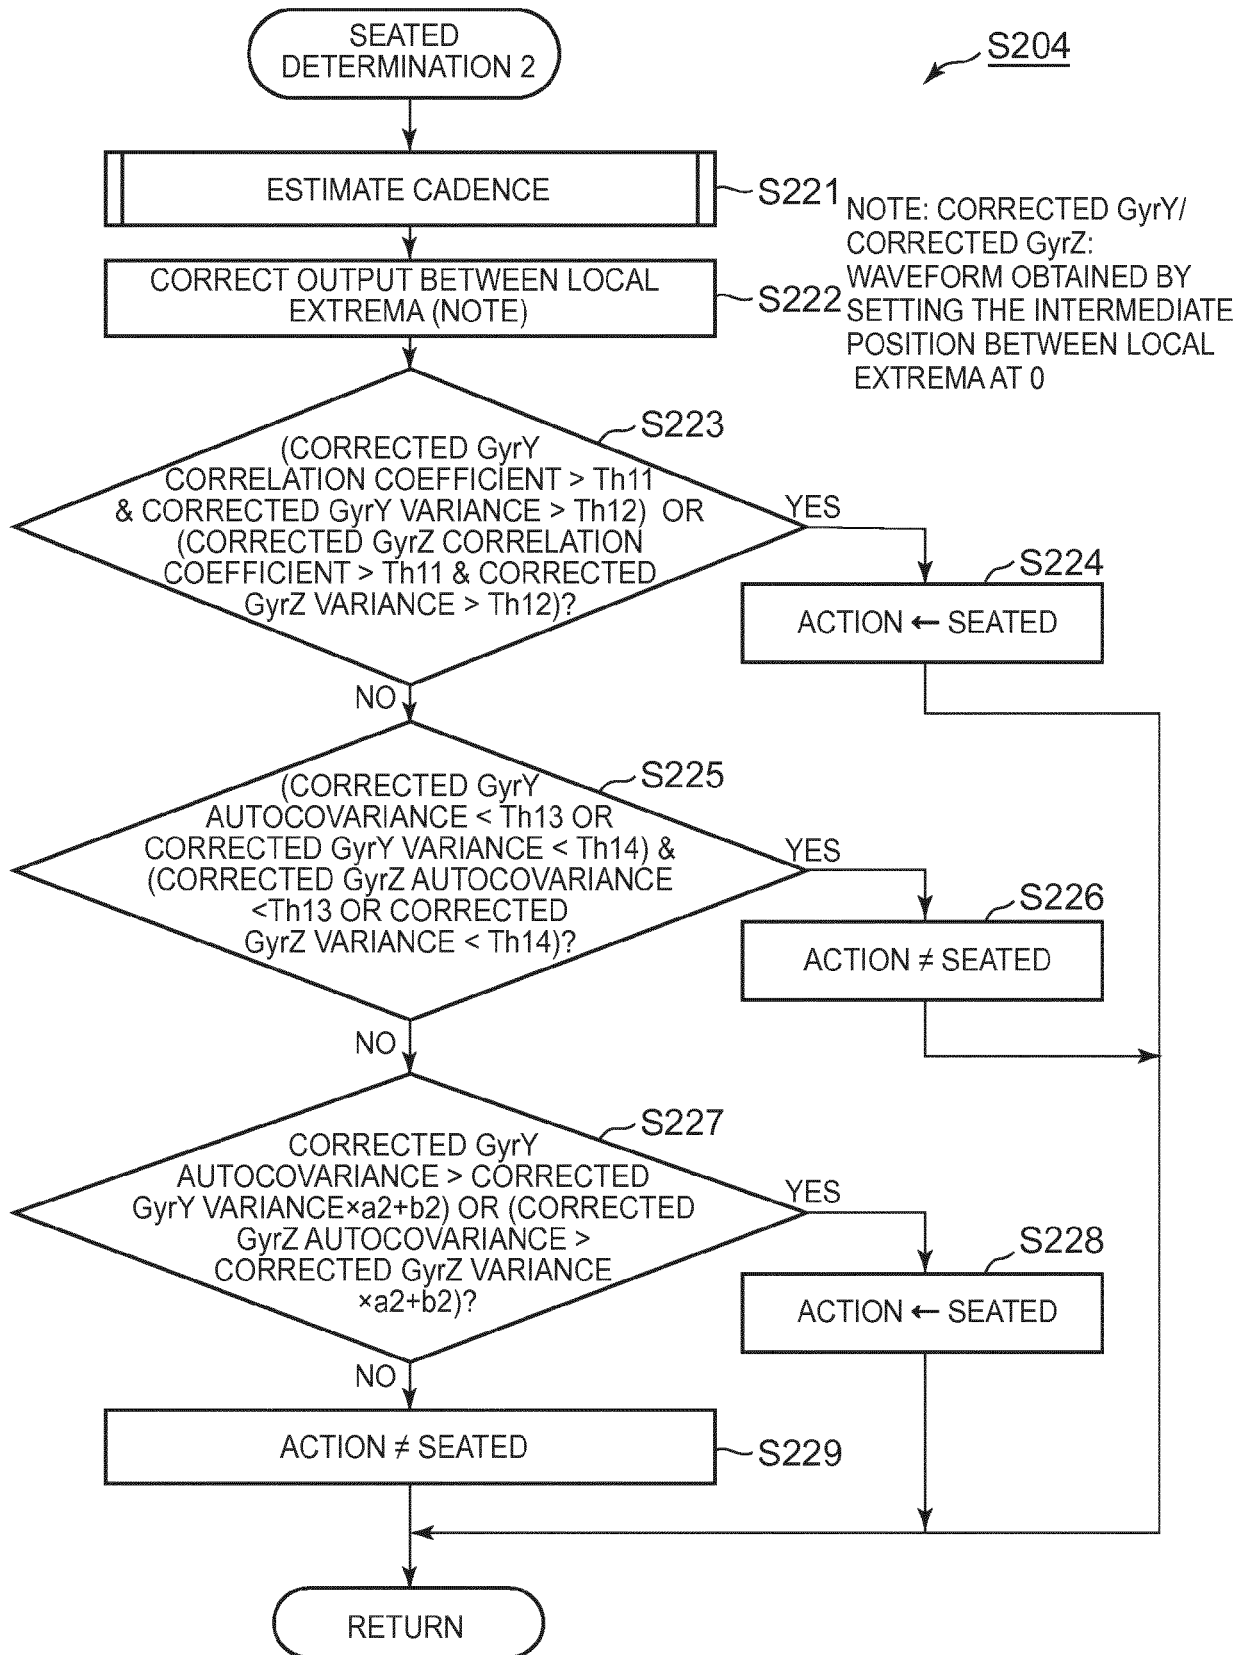 SEATED
DETERMINATION 2
S204
ESTIMATE CADENCE
S221
NOTE: CORRECTED GyrY/
CORRECTED GyrZ:
WAVEFORM OBTAINED BY
SETTING THE INTERMEDIATE
POSITION BETWEEN LOCAL
EXTREMA AT 0
CORRECT OUTPUT BETWEEN LOCAL
EXTREMA (NOTE)
S222
S223
(CORRECTED GyrY
CORRELATION COEFFICIENT > Th11
& CORRECTED GyrY VARIANCE > Th12) OR
(CORRECTED GyrZ CORRELATION
COEFFICIENT > Th11 & CORRECTED
GyrZ VARIANCE > Th12)?
YES
S224
ACTION ← SEATED
NO
S225
(CORRECTED GyrY
AUTOCOVARIANCE < Th13 OR
CORRECTED GyrY VARIANCE < Th14) &
(CORRECTED GyrZ AUTOCOVARIANCE
<Th13 OR CORRECTED
GyrZ VARIANCE < Th14)?
YES
S226
ACTION ≠ SEATED
NO
S227
CORRECTED GyrY
AUTOCOVARIANCE > CORRECTED
GyrY VARIANCE×a2+b2) OR (CORRECTED
GyrZ AUTOCOVARIANCE >
CORRECTED GyrZ VARIANCE
×a2+b2)?
YES
S228
ACTION ← SEATED
NO
ACTION ≠ SEATED
S229
RETURN